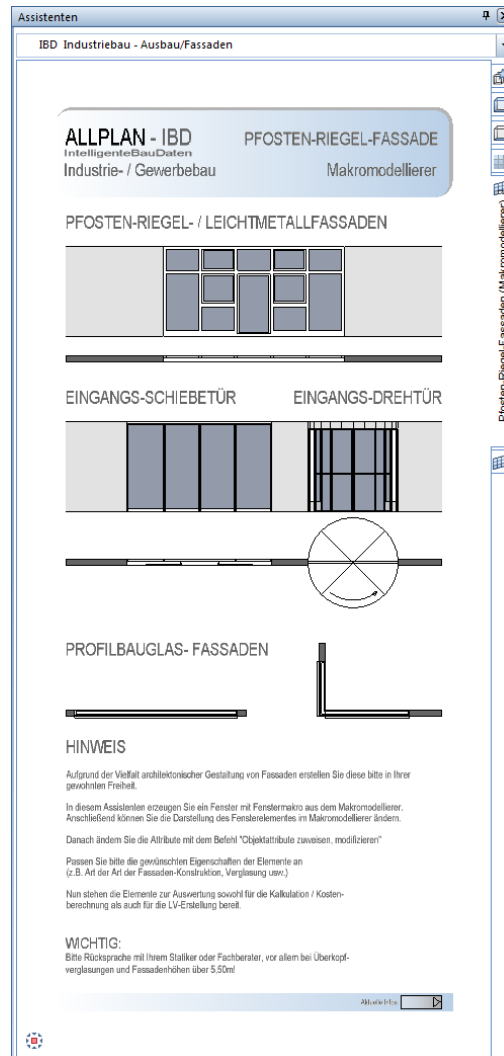 Assistenten
IBD Industriebau - Ausbau/Fassaden
ALLPLAN - IBD
IntelligenteBauDaten
Industrie- / Gewerbebau
PFOSTEN-RIEGEL-FASSADE
Makromodellierer
PFOSTEN-RIEGEL- / LEICHTMETALLFASSADEN
EINGANGS-SCHIEBETÜR
EINGANGS-DREHTÜR
PROFILBAUGLAS- FASSADEN
HINWEIS
Aufgrund der Vielfalt architektonischer Gestaltung von Fassaden erstellen Sie diese bitte in Ihrer
gewohnten Freiheit.
In diesem Assistenten erzeugen Sie ein Fenster mit Fenstermakro aus dem Makromodellierer.
Anschließend können Sie die Darstellung des Fensterelementes im Makromodellierer ändern.
Danach ändern Sie die Attribute mit dem Befehl "Objektattribute zuweisen, modifizieren"
Passen Sie bitte die gewünschten Eigenschaften der Elemente an
(z.B. Art der Art der Fassaden-Konstruktion, Verglasung usw.)
Nun stehen die Elemente zur Auswertung sowohl für die Kalkulation / Kosten-
berechnung als auch für die LV-Erstellung bereit.
WICHTIG:
Bitte Rücksprache mit Ihrem Statiker oder Fachberater, vor allem bei Überkopf-
verglasungen und Fassadenhöhen über 5,50m!
Aktuelle Infos
Pfosten-Riegel-Fassaden (Makromodellierer)